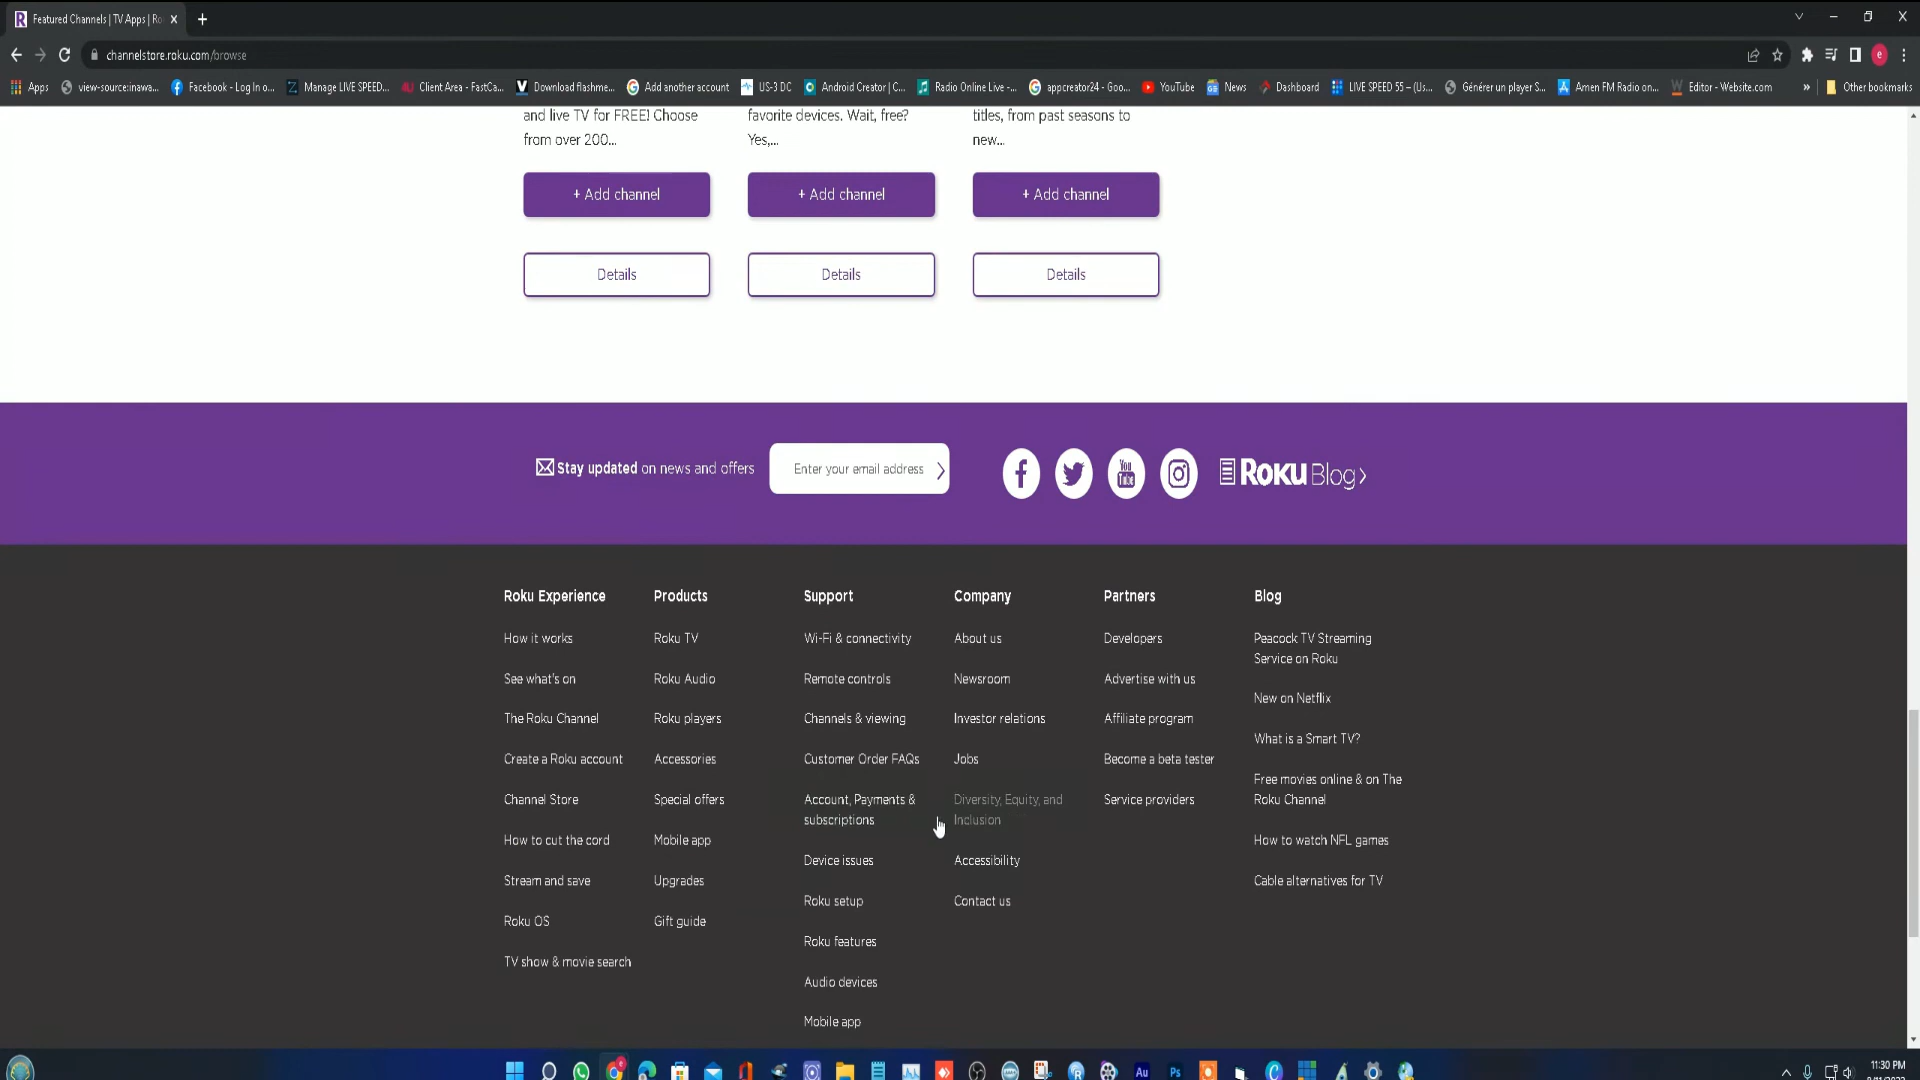 Featured Channels | TV Apps | Ro
channelstore.roku.com/browse
Apps view-source:inawa... Facebook - Log In o... Manage LIVE SPEED... Client Area - FastCa... Download flashme... Add another account US-3 DC Android Creator | C... Radio Online Live -... appcreator24 - Goo... YouTube News Dashboard LIVE SPEED 55 – (Us... Générer un player S... Amen FM Radio on... Editor - Website.com » Other bookmarks
and live TV for FREE! Choose
from over 200...
favorite devices. Wait, free?
Yes,...
titles, from past seasons to
new...
+ Add channel + Add channel + Add channel
Details Details Details
Stay updated on news and offers Enter your email address You Tube Roku Blog
Roku Experience
How it works
See what's on
The Roku Channel
Create a Roku account
Channel Store
How to cut the cord
Stream and save
Roku OS
TV show & movie search
Products
Roku TV
Roku Audio
Roku players
Accessories
Special offers
Mobile app
Upgrades
Gift guide
Support
Wi-Fi & connectivity
Remote controls
Channels & viewing
Customer Order FAQs
Account, Payments &
subscriptions
Device issues
Roku setup
Roku features
Audio devices
Mobile app
Company
About us
Newsroom
Investor relations
Jobs
Diversity, Equity, and
Inclusion
Accessibility
Contact us
Partners
Developers
Advertise with us
Affiliate program
Become a beta tester
Service providers
Blog
Peacock TV Streaming
Service on Roku
New on Netflix
What is a Smart TV?
Free movies online & on The
Roku Channel
How to watch NFL games
Cable alternatives for TV
11:30 PM